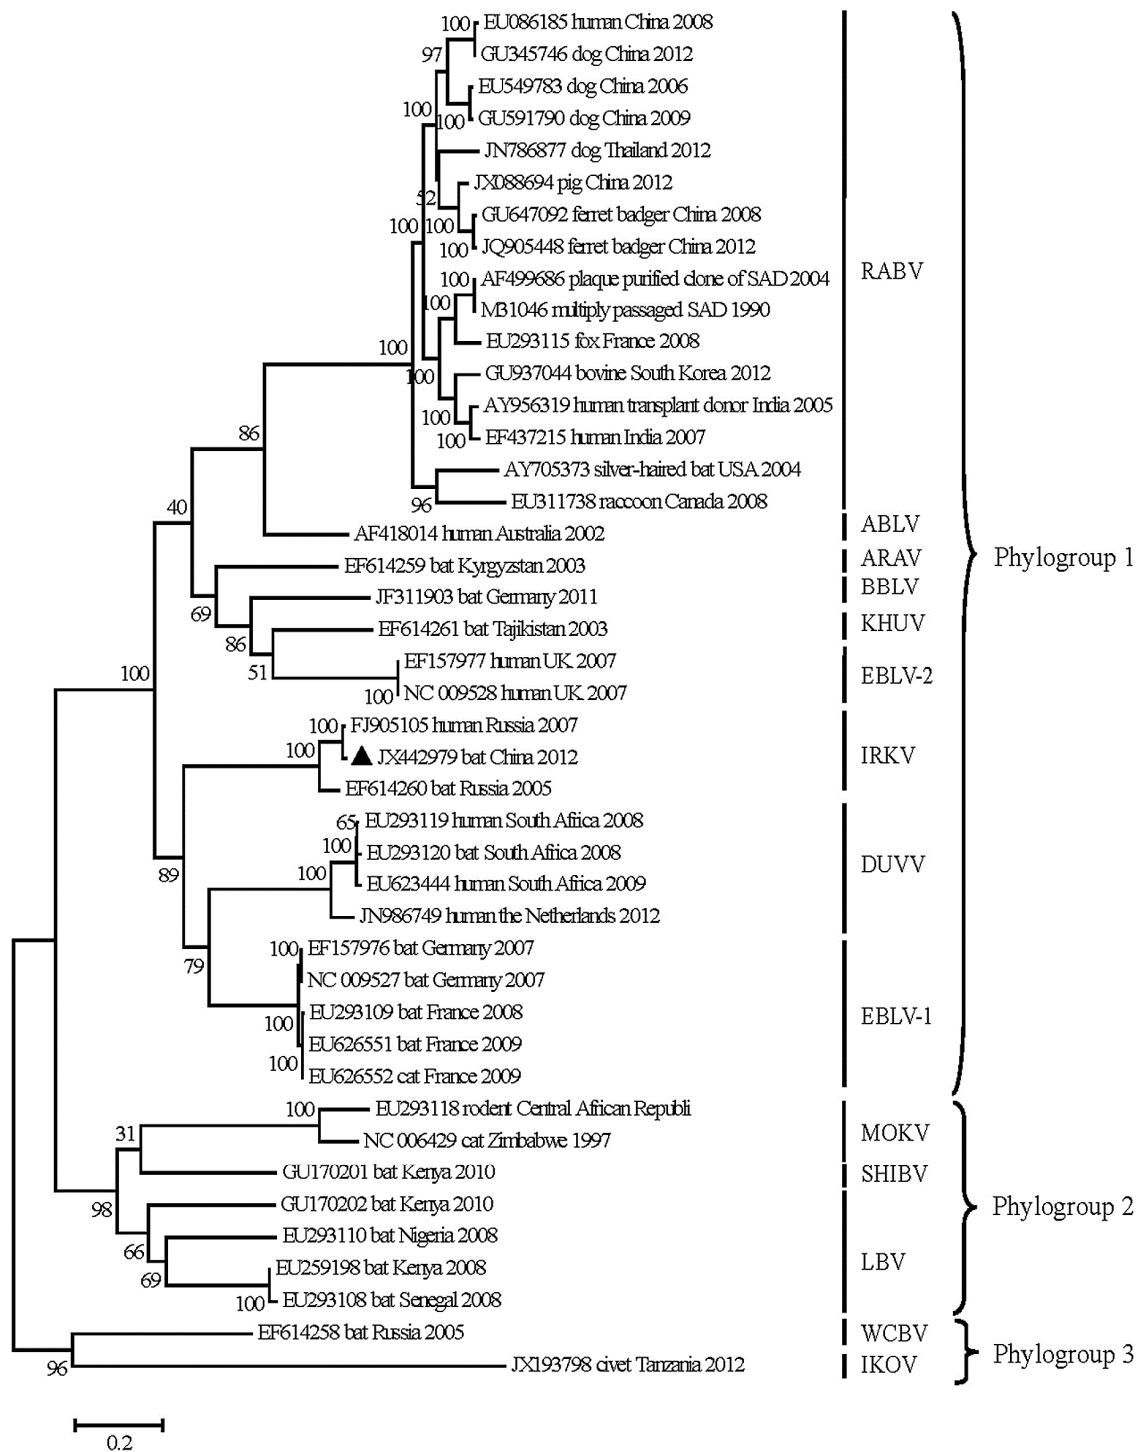 100 EU086185 human China 2008
GU345746 dog China 2012
97
EU549783 dog China 2006
100
100 GU591790 dog China 2009
JN786877 dog Thailand 2012
JX088694 pig China 2012
52
GU647092 ferret badger China 2008
100 100
100 JQ905448 ferret badger China 2012
RABV
100 AF499686 plaque purified clone of SAD 2004
100
M31046 multiply passaged SAD 1990
EU293115 fox France 2008
100
100
GU937044 bovine South Korea 2012
AY956319 human transplant donor India 2005
100
100 EF437215 human India 2007
86
AY705373 silver-haired bat USA 2004
96 EU311738 raccoon Canada 2008
40
AF418014 human Australia 2002
ABLV
EF614259 bat Kyrgyzstan 2003
ARAV
Phylogroup 1
JF311903 bat Germany 2011
BBLV
69
EF614261 bat Tajikistan 2003
KHUV
86
EF157977 human UK 2007
51
EBLV-2
100
100 NC 009528 human UK 2007
100 FJ905105 human Russia 2007
100
JX442979 bat China 2012
IRKV
EF614260 bat Russia 2005
65 EU293119 human South Africa 2008
100
EU293120 bat South Africa 2008
DUVV
100
89
EU623444 human South Africa 2009
JN986749 human the Netherlands 2012
100 EF157976 bat Germany 2007
79
NC 009527 bat Germany 2007
EU293109 bat France 2008
EBLV-1
100
EU626551 bat France 2009
100
EU626552 cat France 2009
100 EU293118 rodent Central African Republi
31
MOKV
NC 006429 cat Zimbabwe 1997
GU170201 bat Kenya 2010
SHIBV
98
GU170202 bat Kenya 2010
Phylogroup 2
EU293110 bat Nigeria 2008
66
LBV
EU259198 bat Kenya 2008
69
100 EU293108 bat Senegal 2008
EF614258 bat Russia 2005
WCBV
Phylogroup 3
96
JX193798 civet Tanzania 2012
IKOV
0.2